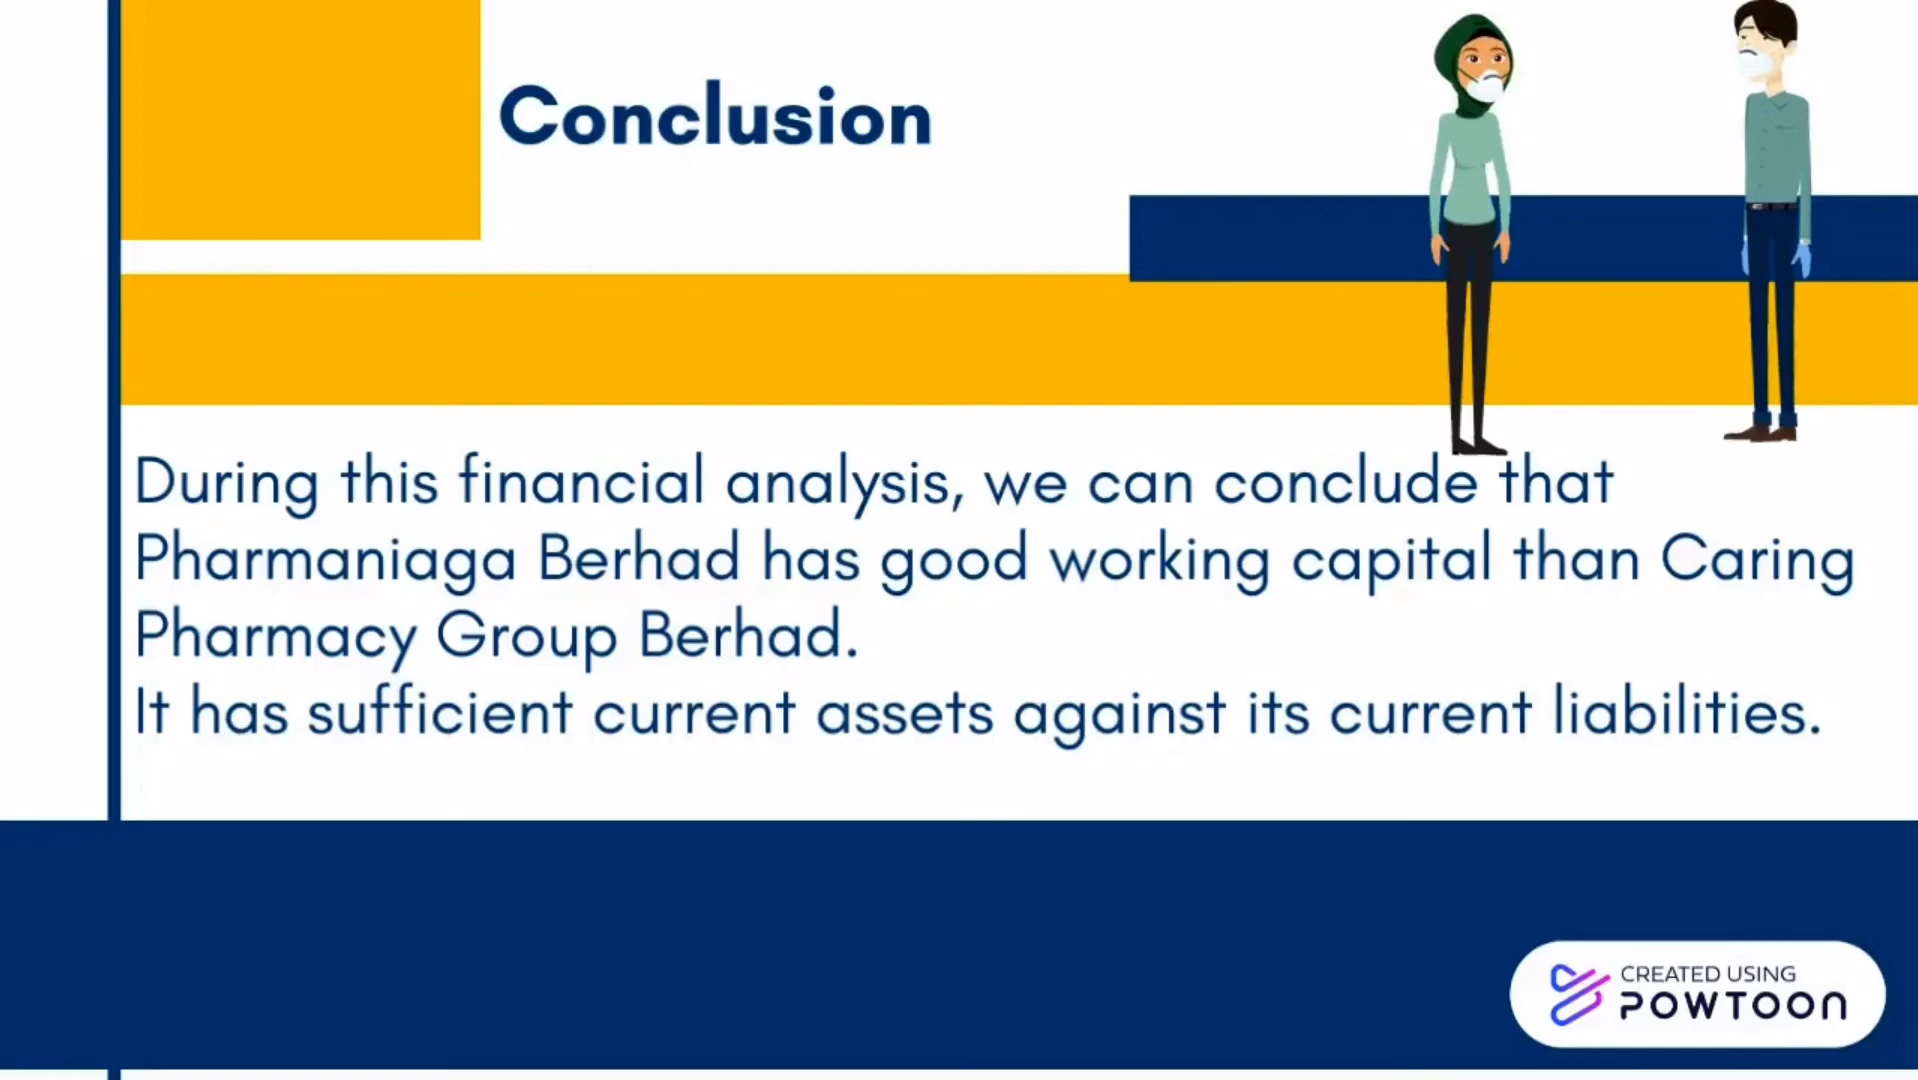 Conclusion
During this financial analysis, we can conclude that
Pharmaniaga Berhad has good working capital than Caring
Pharmacy Group Berhad.
It has sufficient current assets against its current liabilities.
CREATED USING
POWTOON